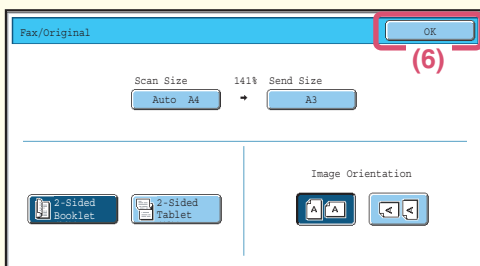 Fax/Original
OK
(6)
Scan Size 141% Send Size
Auto A4 → A3
Image Orientation
2-Sided Booklet
2-Sided Tablet
A A
A A